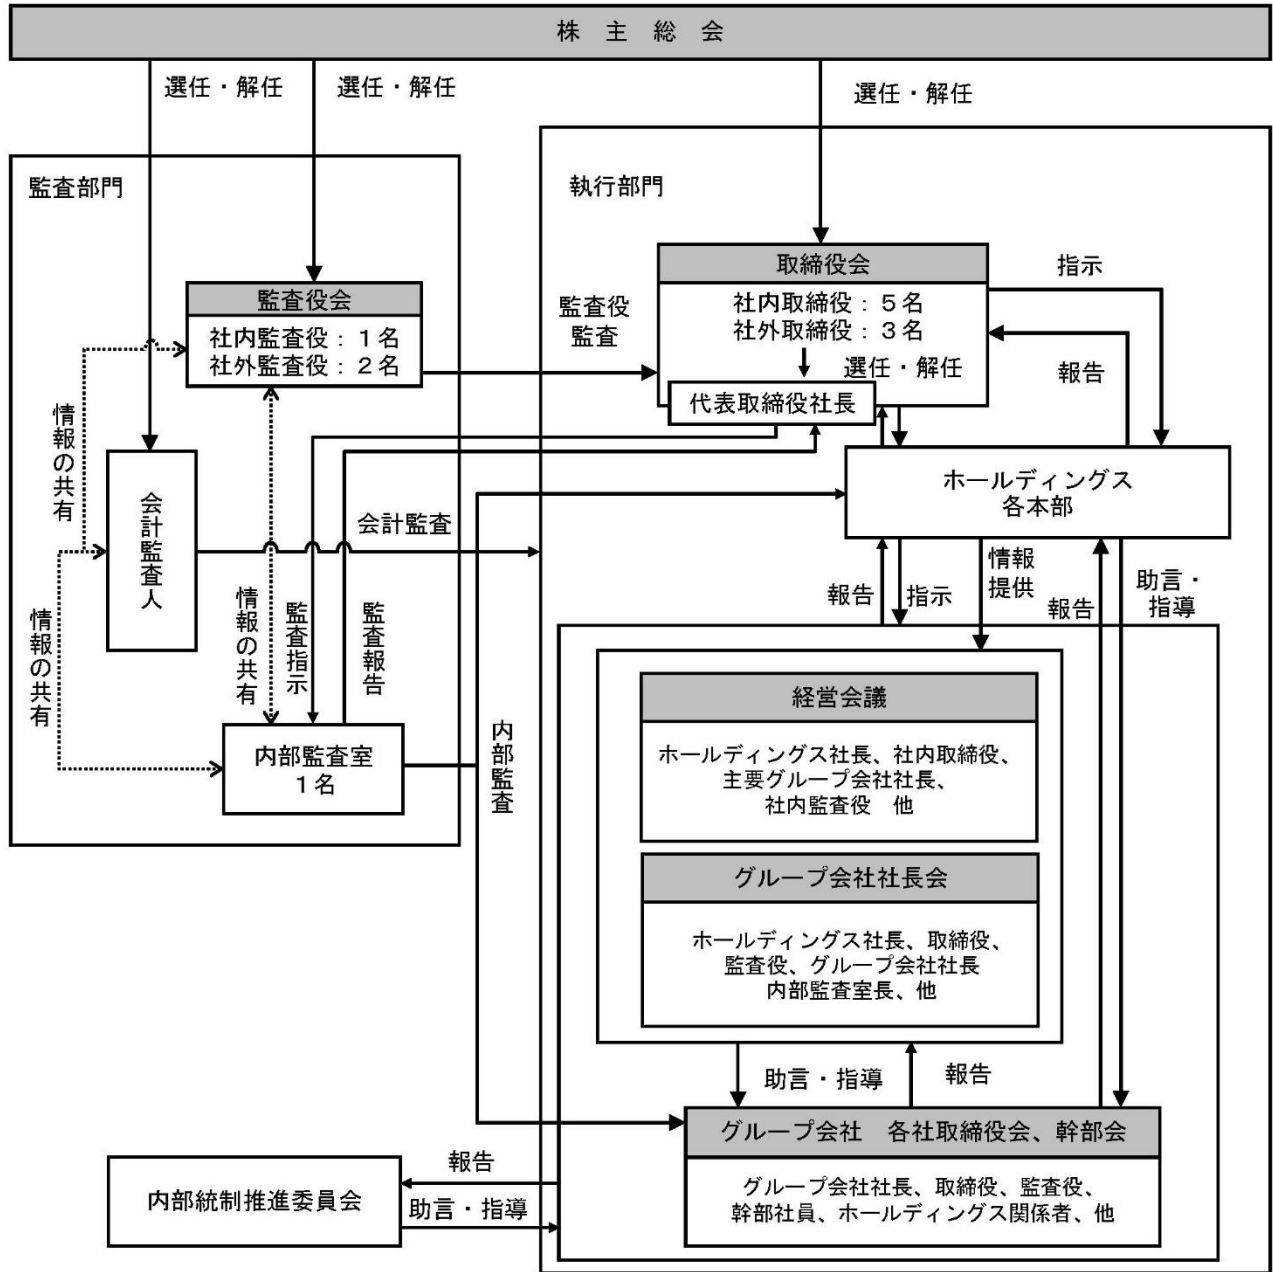 株 主 総 会
選任・解任
選任・解任
選任・解任
監査部門
執行部門
監査役会
社内監査役：１名
社外監査役：２名
監査役
監査
取締役会
社内取締役：５名
社外取締役：３名
選任・解任
代表取締役社長
指示
報告
情報の共有
会計監査人
会計監査
ホールディングス
各本部
情報の共有
情報の共有
監査指示
監査報告
報告
指示
情報
提供
報告
助言・
指導
内部監査室
１名
内部監査
経営会議
ホールディングス社長、社内取締役、
主要グループ会社社長、
社内監査役　他
グループ会社社長会
ホールディングス社長、取締役、
監査役、グループ会社社長
内部監査室長、他
助言・指導
報告
グループ会社　各社取締役会、幹部会
グループ会社社長、取締役、監査役、
幹部社員、ホールディングス関係者、他
内部統制推進委員会
報告
助言・指導